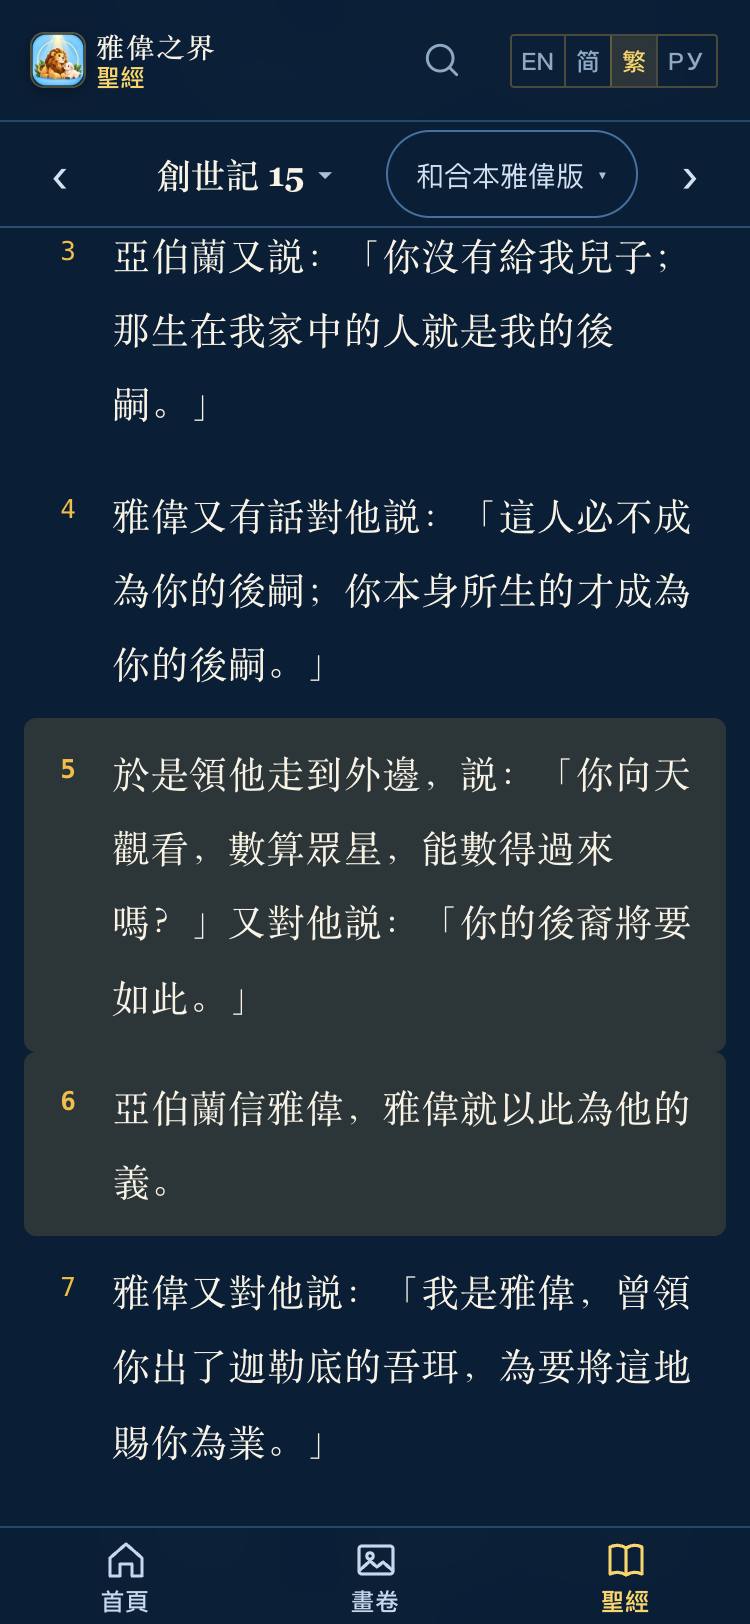 雅偉之界
聖經
EN 简 繁 РУ
‹ 創世記 15 和合本雅偉版 ›
3 亞伯蘭又説：「你沒有給我兒子；
那生在我家中的人就是我的後
嗣。」
4 雅偉又有話對他説：「這人必不成
為你的後嗣；你本身所生的才成為
你的後嗣。」
5 於是領他走到外邊，説：「你向天
觀看，數算眾星，能數得過來
嗎？」又對他説：「你的後裔將要
如此。」
6 亞伯蘭信雅偉，雅偉就以此為他的
義。
7 雅偉又對他説：「我是雅偉，曾領
你出了迦勒底的吾珥，為要將這地
賜你為業。」
首頁 畫卷 聖經